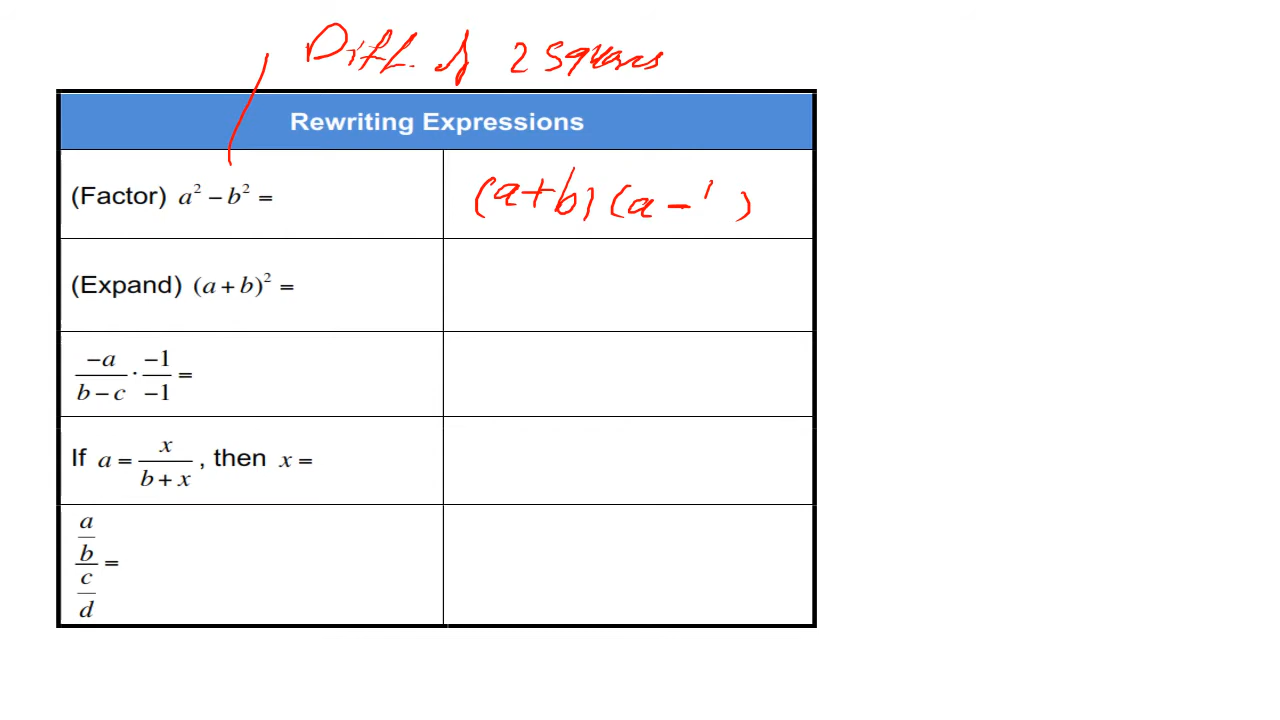 Diff. of 2 Squares
Rewriting Expressions
(Factor) a² − b² =
(a+b)(a − )
(Expand) (a + b)² =
−a/(b − c) · −1/−1 =
If a = x/(b + x), then x =
(a/b)/(c/d) =